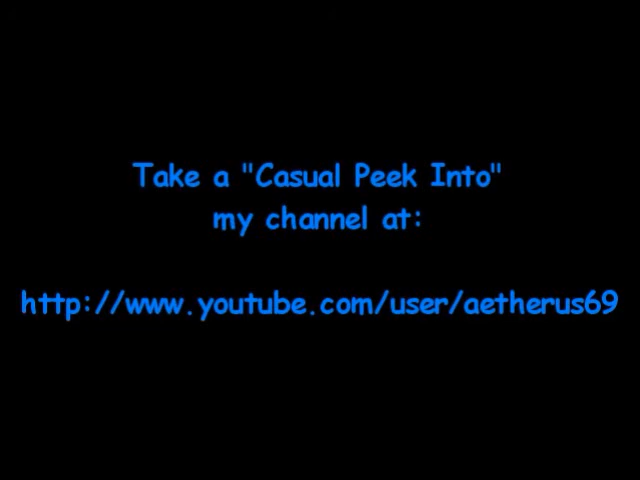 Take a "Casual Peek Into"
my channel at:
http://www.youtube.com/user/aetherus69